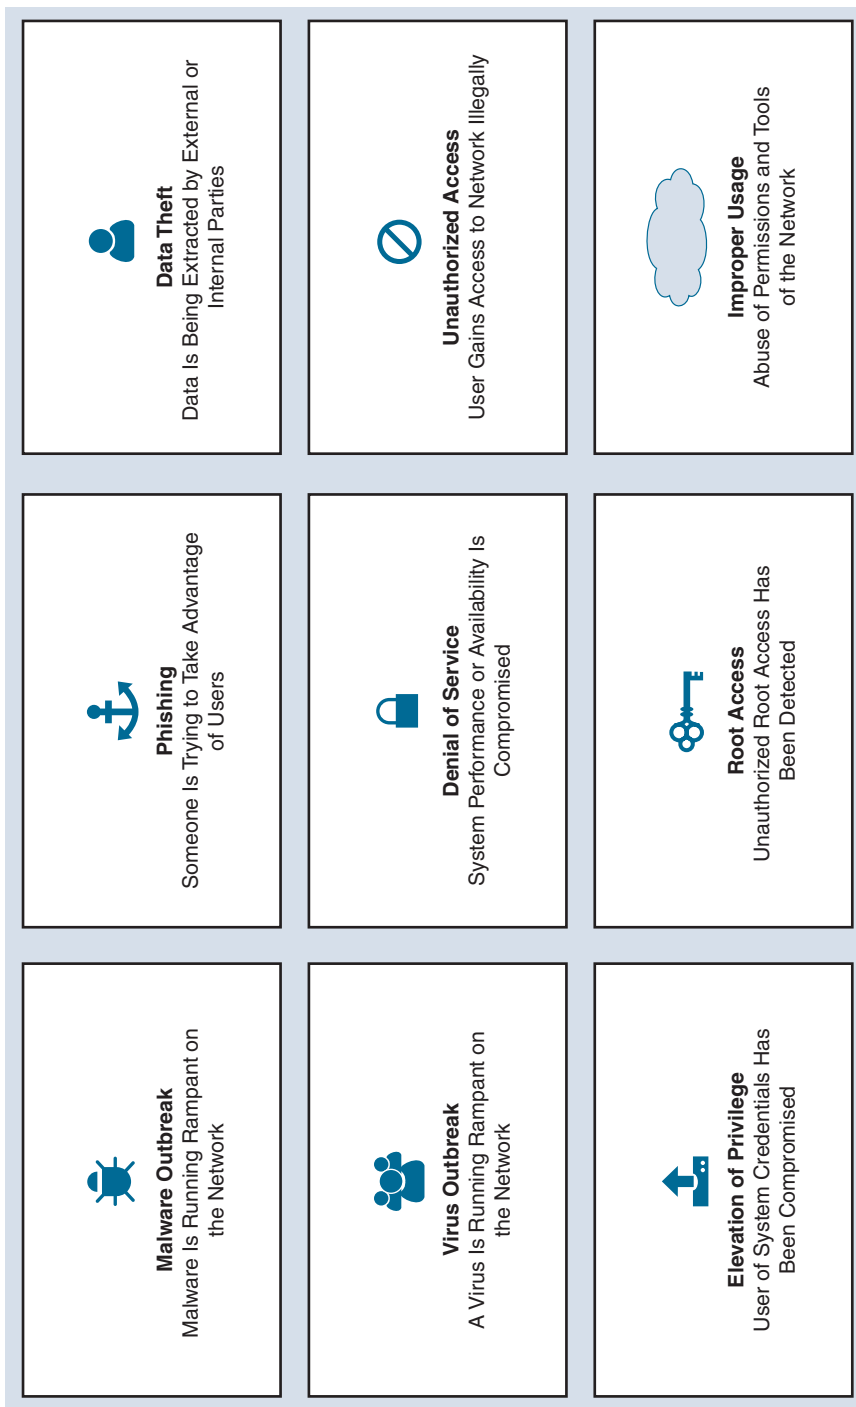 Malware Outbreak
Malware Is Running Rampant on
the Network
Phishing
Someone Is Trying to Take Advantage
of Users
Data Theft
Data Is Being Extracted by External or
Internal Parties
Virus Outbreak
A Virus Is Running Rampant on
the Network
Denial of Service
System Performance or Availability Is
Compromised
Unauthorized Access
User Gains Access to Network Illegally
Elevation of Privilege
User of System Credentials Has
Been Compromised
Root Access
Unauthorized Root Access Has
Been Detected
Improper Usage
Abuse of Permissions and Tools
of the Network